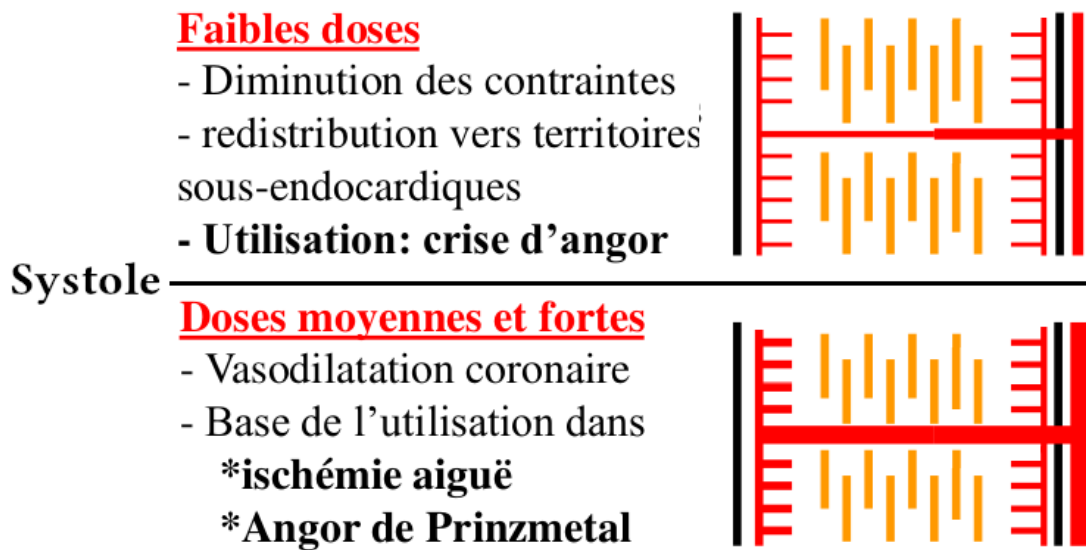 Faibles doses
- Diminution des contraintes
- redistribution vers territoires
sous-endocardiques
- Utilisation: crise d’angor
Systole
Doses moyennes et fortes
- Vasodilatation coronaire
- Base de l’utilisation dans
*ischémie aiguë
*Angor de Prinzmetal